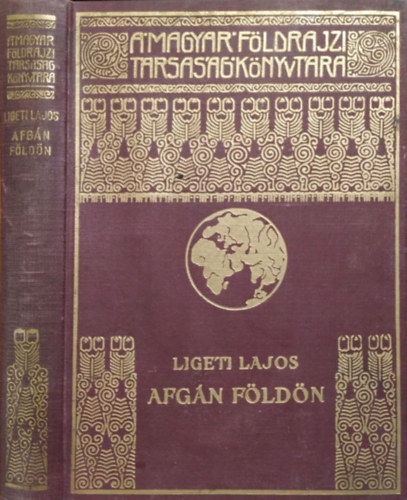 A MAGYAR FÖLDRAJZI
TÁRSASÁG
KÖNYVTÁRA
LIGETI LAJOS
AFGÁN
FÖLDÖN
A MAGYAR FÖLDRAJZI
TÁRSASÁG KÖNYVTÁRA
LIGETI LAJOS
AFGÁN FÖLDÖN